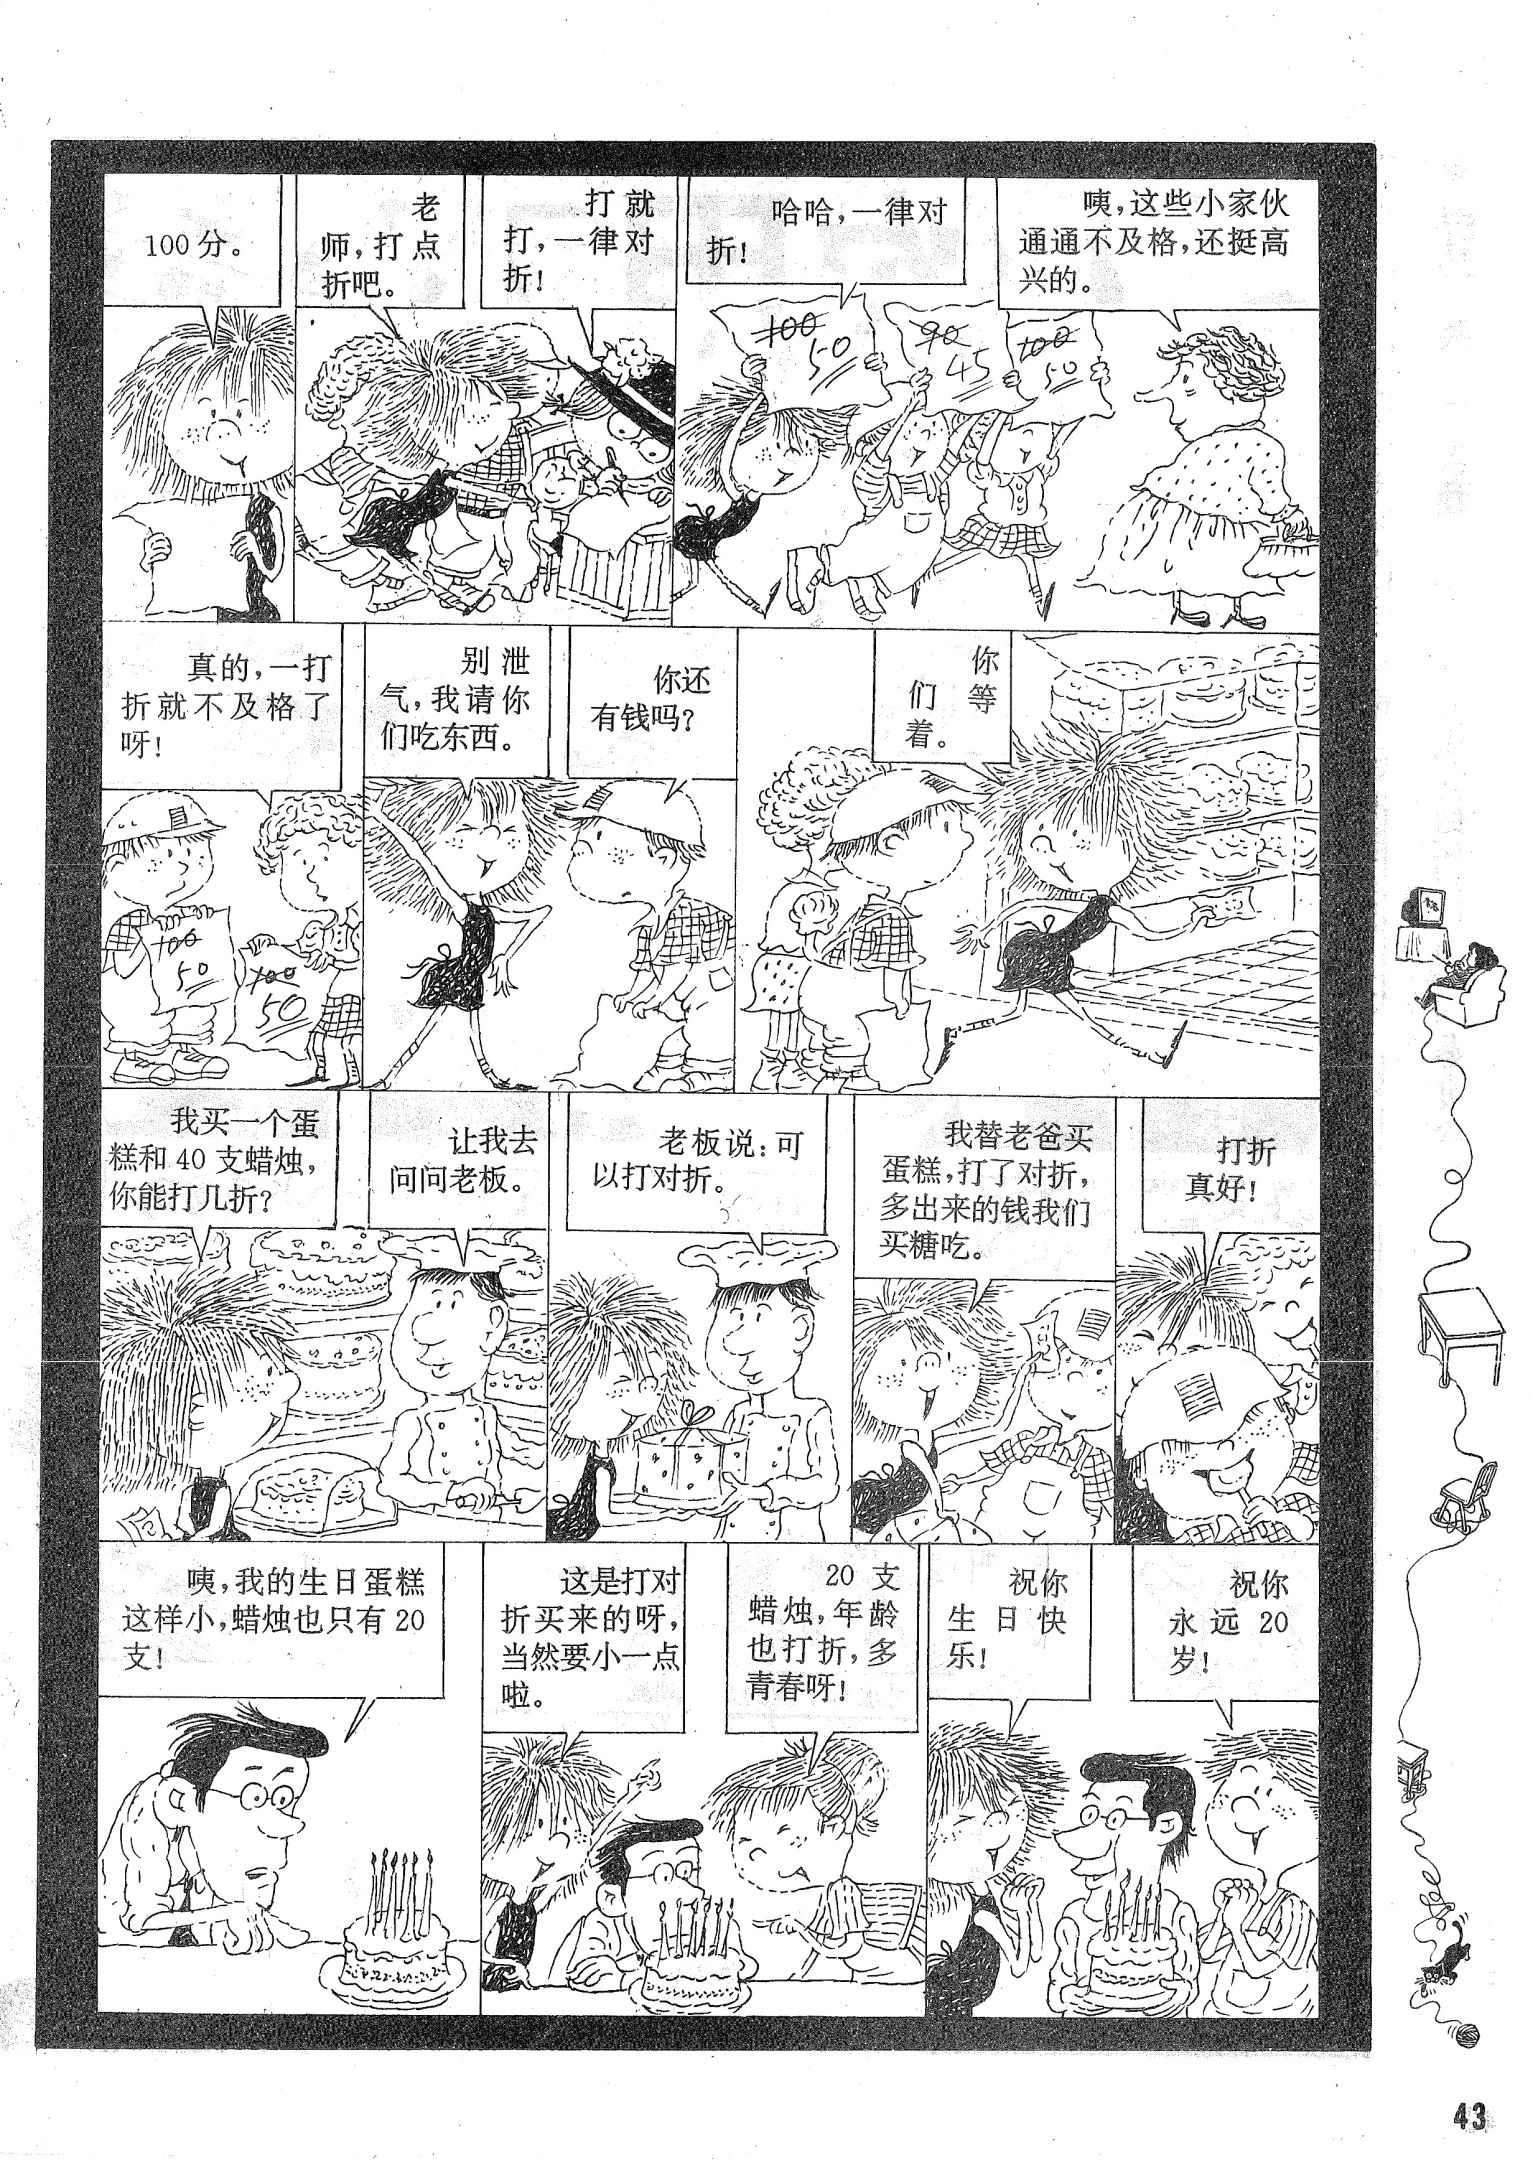 100分。
老
师,打点
折吧。
打就
打,一律对
折!
哈哈,一律对
折!
咦,这些小家伙
通通不及格,还挺高
兴的。
100
50
90
45
100
50
真的,一打
折就不及格了
呀!
别泄
气,我请你
们吃东西。
你还
有钱吗?
你
们等
着。
100
50
100
50
我买一个蛋
糕和40支蜡烛,
你能打几折?
让我去
问问老板。
老板说:可
以打对折。
我替老爸买
蛋糕,打了对折,
多出来的钱我们
买糖吃。
打折
真好!
咦,我的生日蛋糕
这样小,蜡烛也只有20
支!
这是打对
折买来的呀,
当然要小一点
啦。
20支
蜡烛,年龄
也打折,多
青春呀!
祝你
生日快
乐!
祝你
永远20
岁!
43